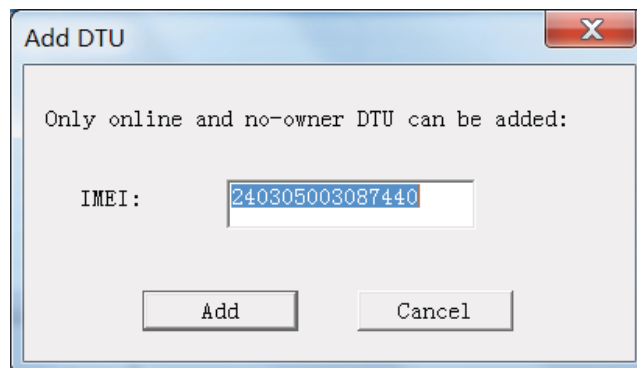 Add DTU
Only online and no-owner DTU can be added:
IMEI:
240305003087440
Add
Cancel